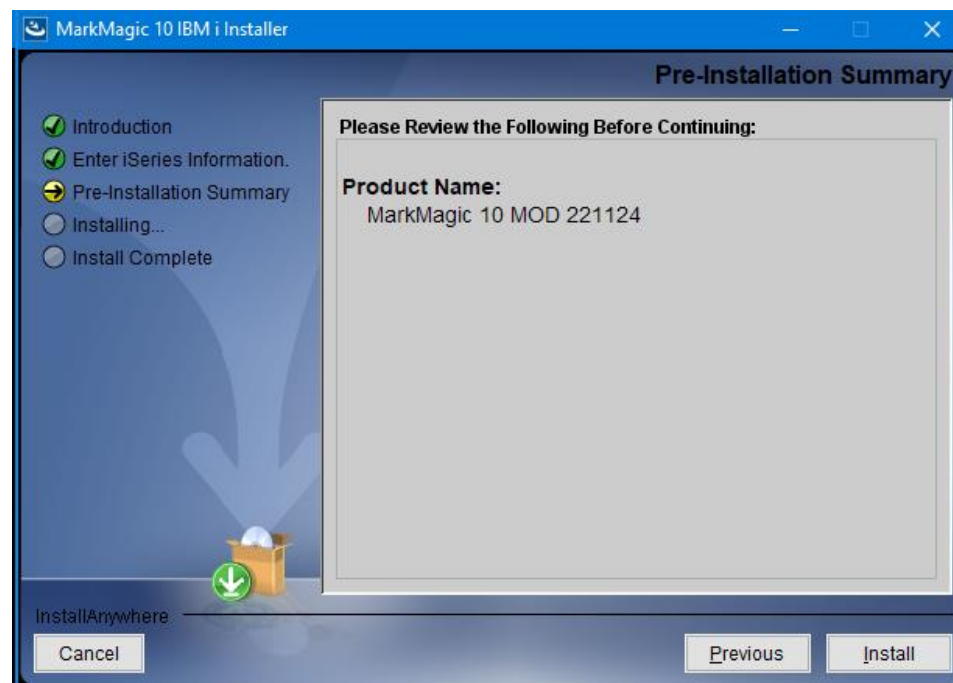 MarkMagic 10 IBM i Installer
Pre-Installation Summary
Introduction
Enter iSeries Information.
Pre-Installation Summary
Installing...
Install Complete
Please Review the Following Before Continuing:
Product Name:
MarkMagic 10 MOD 221124
InstallAnywhere
Cancel
Previous
Install